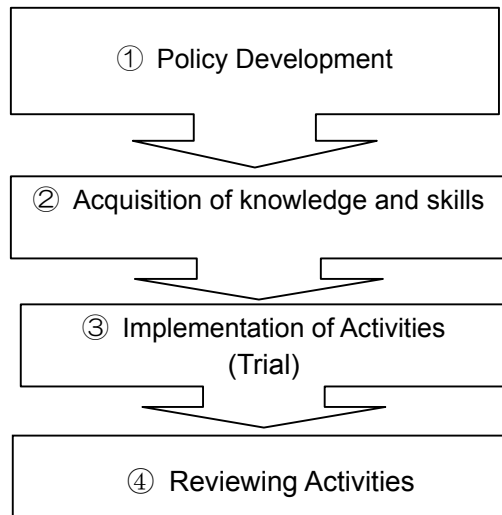 ① Policy Development
② Acquisition of knowledge and skills
③ Implementation of Activities
(Trial)
④ Reviewing Activities